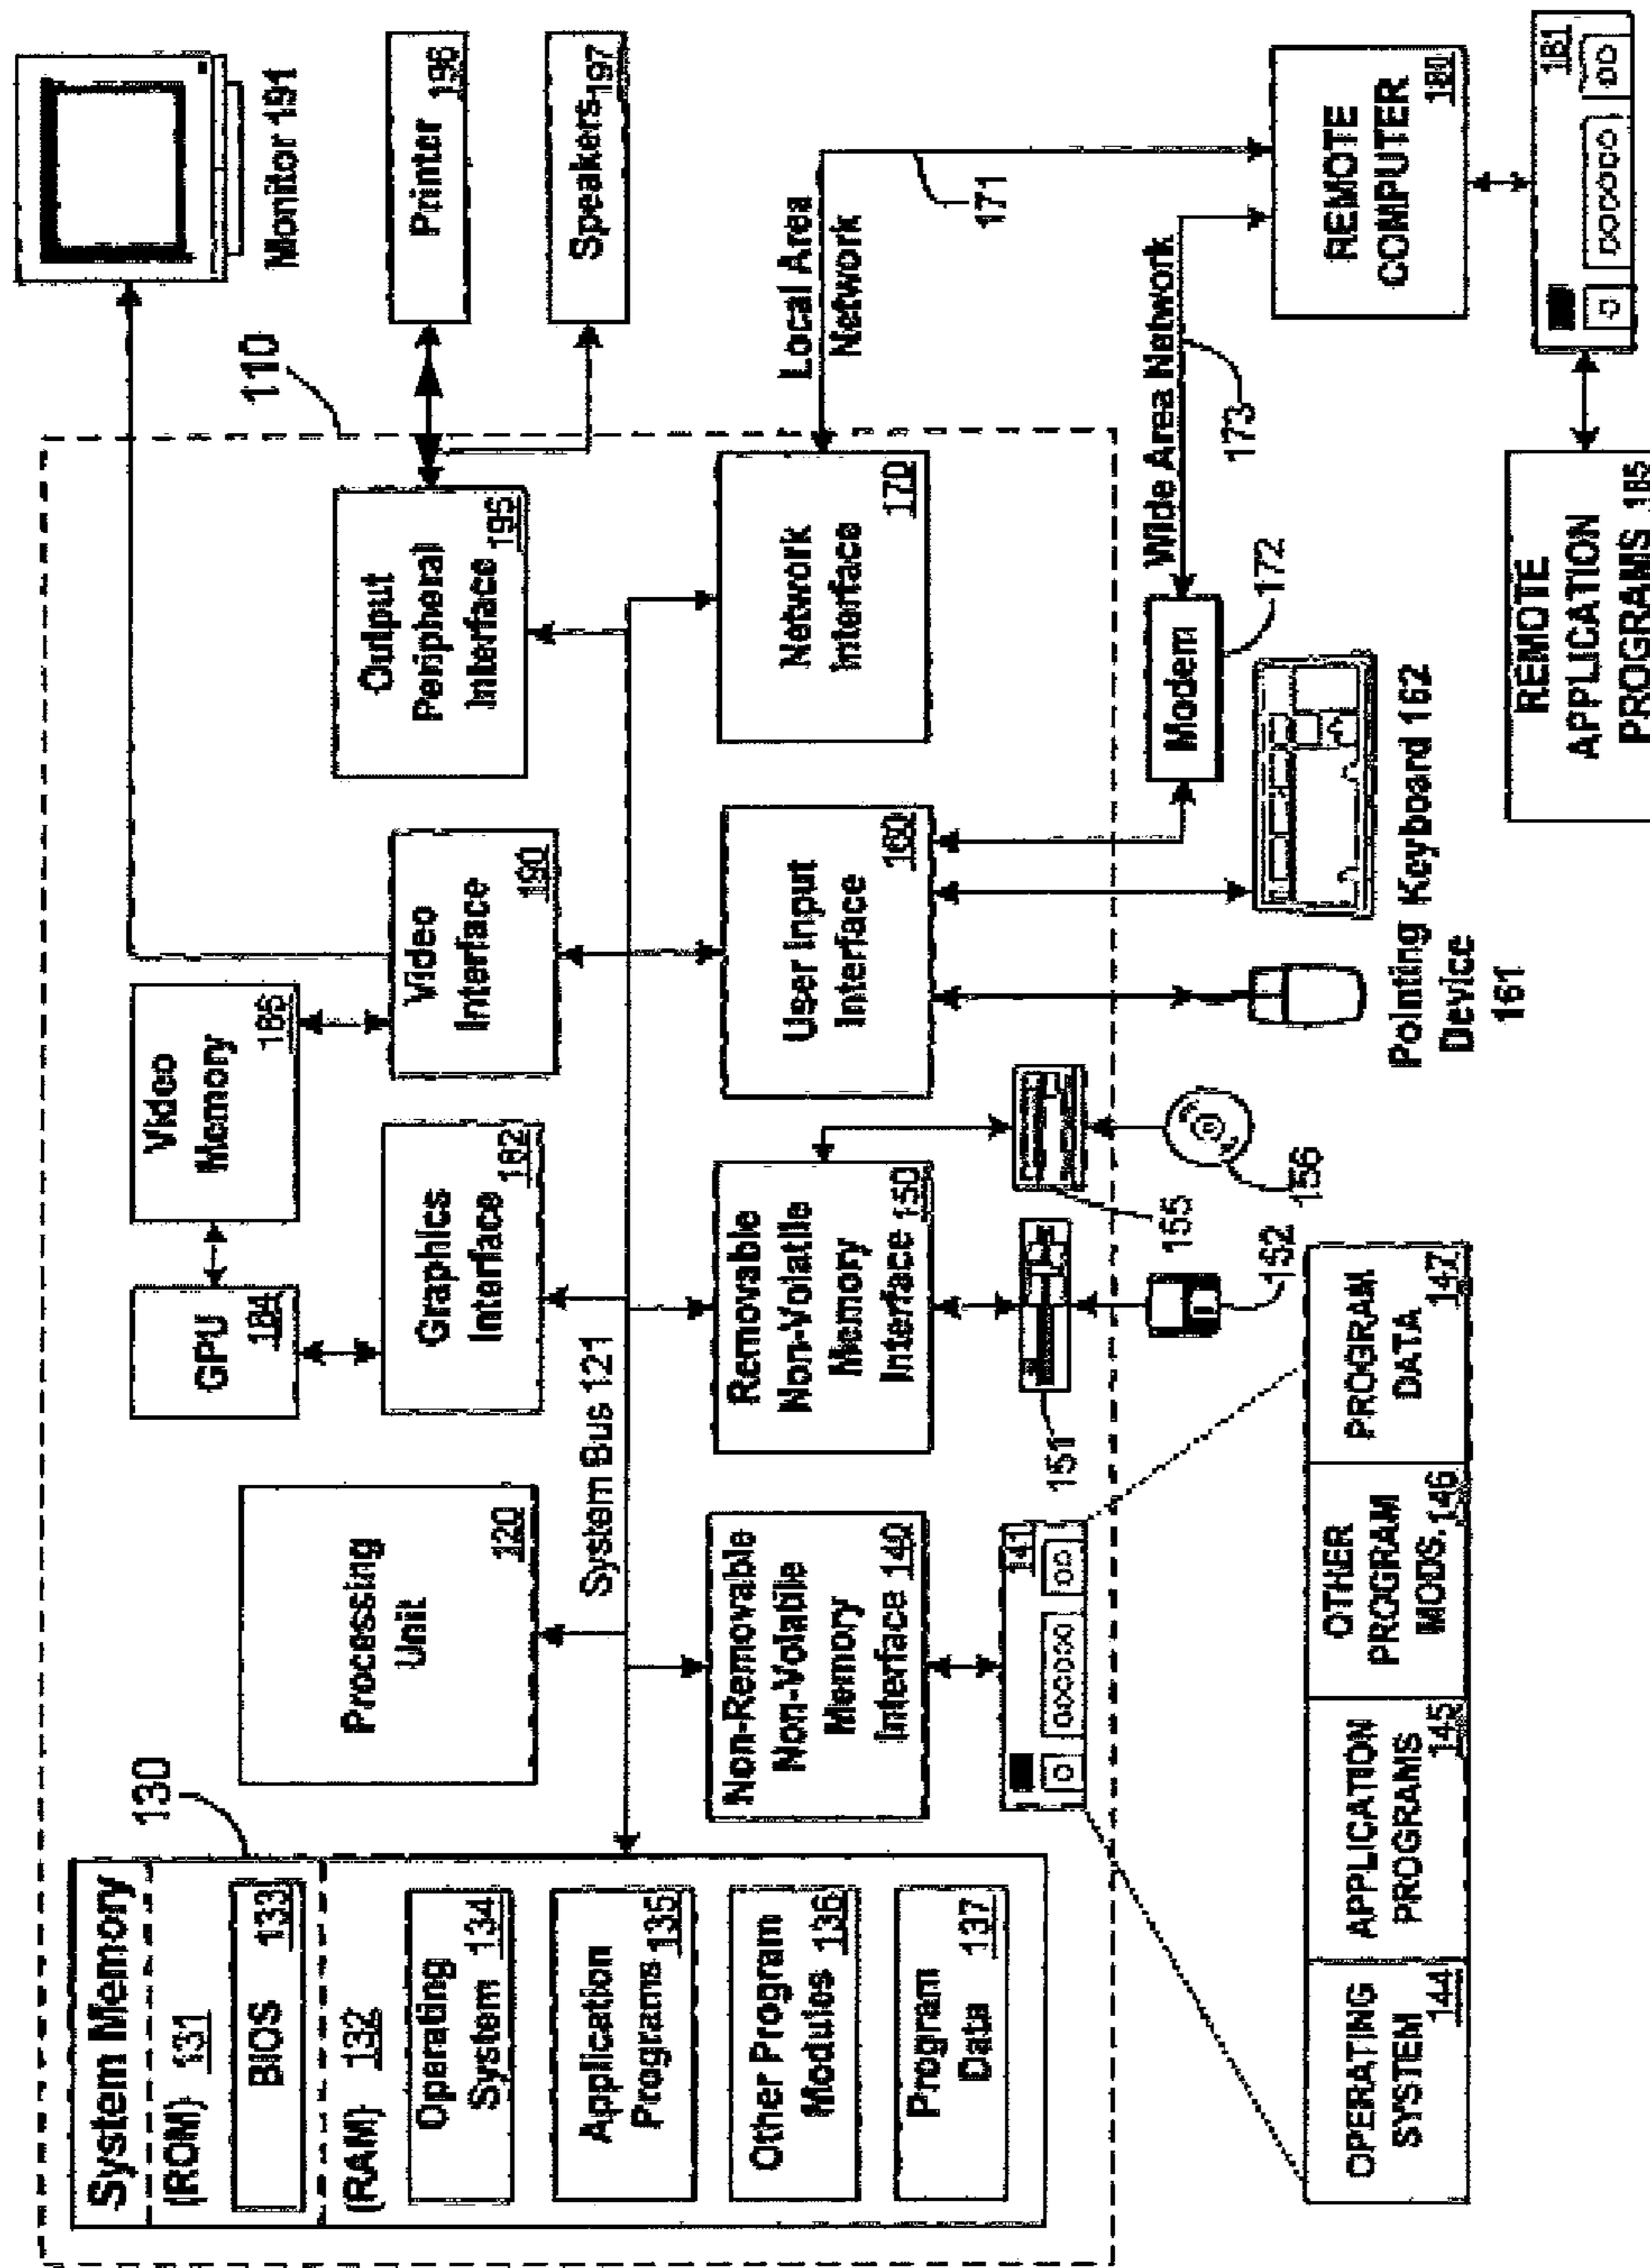 System Memory
(ROM) 131
BIOS 133
(RAM) 132
Operating
System 134
Application
Programs 135
Other Program
Modules 136
Program
Data 137
130
Processing
Unit
120
GPU
184
Video
Memory
186
Graphics
Interface
182
Video
Interface
190
Output
Peripheral
Interface
195
110
Monitor 191
Printer
196
Speakers
197
System Bus 121
Non-Removable
Non-Volatile
Memory
Interface 140
Removable
Non-Volatile
Memory
Interface 150
User Input
Interface
160
Network
Interface
170
Local Area
Network
171
141
151
155
152
156
Modem
172
Wide Area Network
173
REMOTE
COMPUTER
180
181
OPERATING
SYSTEM
144
APPLICATION
PROGRAMS
145
OTHER
PROGRAM
MODS.
146
PROGRAM
DATA
147
Pointing Keyboard 162
Device
161
REMOTE
APPLICATION
PROGRAMS 185